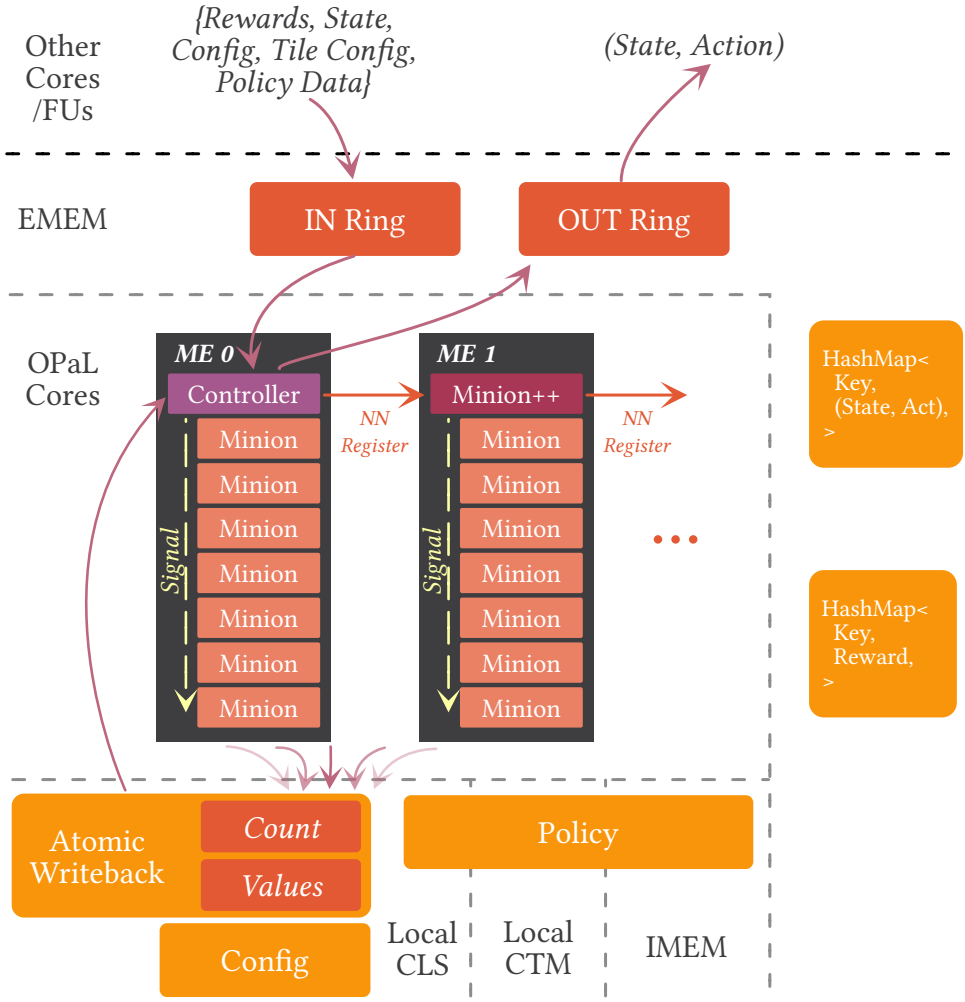 Other
Cores
/FUs
{Rewards, State,
Config, Tile Config,
Policy Data}
(State, Action)
EMEM
IN Ring
OUT Ring
OPaL
Cores
ME 0
Controller
Minion
Minion
Minion
Minion
Minion
Minion
Minion
Signal
NN
Register
ME 1
Minion++
Minion
Minion
Minion
Minion
Minion
Minion
Minion
Signal
NN
Register
...
HashMap<
Key,
(State, Act),
>
HashMap<
Key,
Reward,
>
Atomic
Writeback
Count
Values
Config
Policy
Local
CLS
Local
CTM
IMEM